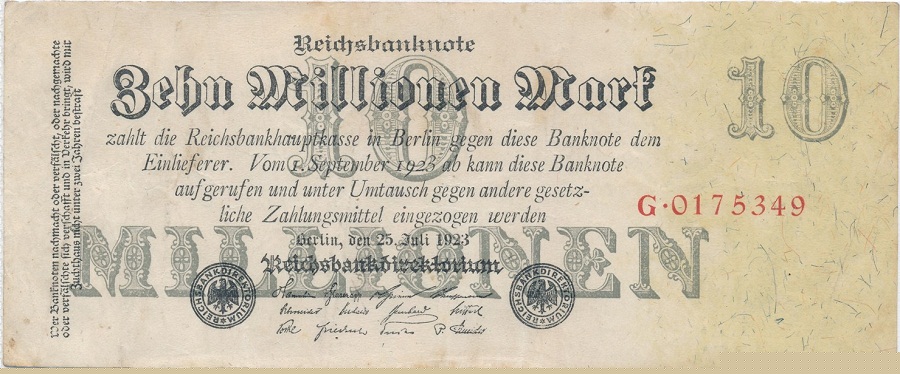 Reichsbanknote
Zehn Millionen Mark
10
10
zahlt die Reichsbankhauptkasse in Berlin gegen diese Banknote dem
Einlieferer. Vom 1. September 1923 ab kann diese Banknote
aufgerufen und unter Umtausch gegen andere gesetz-
liche Zahlungsmittel eingezogen werden
G·0175349
MILLIONEN
Berlin, den 25. Juli 1923
Reichsbankdirektorium
REICHSBANKDIREKTORIUM
REICHSBANKDIREKTORIUM
Wer Banknoten nachmacht oder verfälscht, oder nachgemachte
oder verfälschte sich verschafft und in Verkehr bringt, wird mit
Zuchthaus nicht unter zwei Jahren bestraft